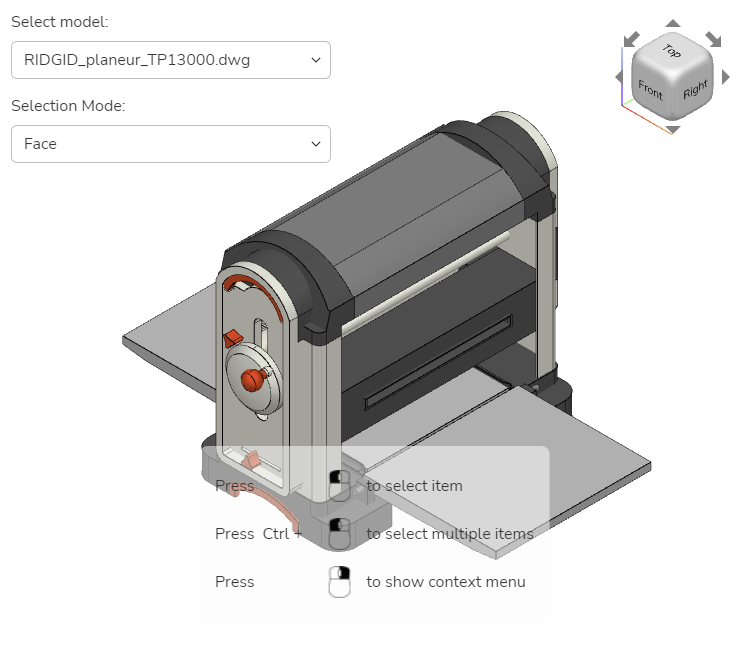 Select model:
RIDGID_planeur_TP13000.dwg
Selection Mode:
Face
Top
Front
Right
Press to select item
Press Ctrl + to select multiple items
Press to show context menu